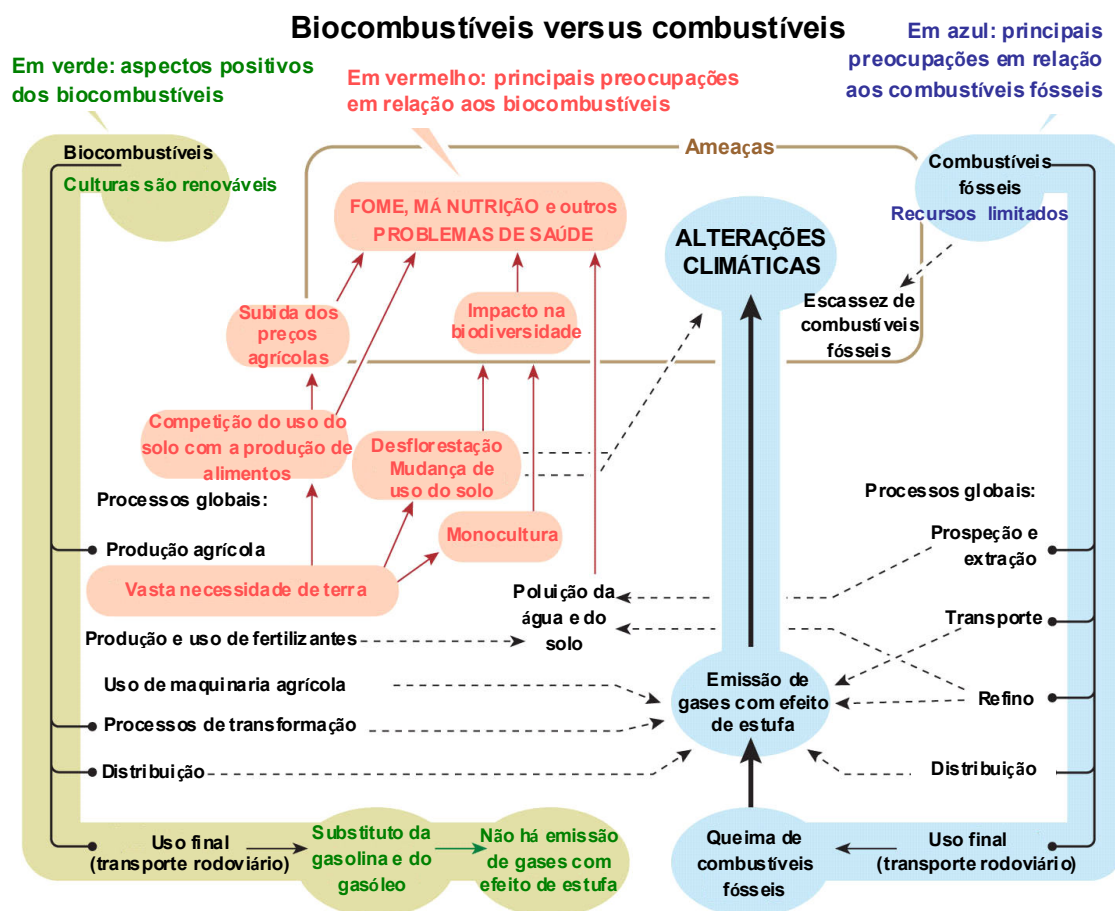 Biocombustíveis versus combustíveis
Em verde: aspectos positivos
dos biocombustíveis
Em vermelho: principais preocupações
em relação aos biocombustíveis
Em azul: principais
preocupações em relação
aos combustíveis fósseis
Biocombustíveis
Culturas são renováveis
Ameaças
Combustíveis
fósseis
Recursos limitados
FOME, MÁ NUTRIÇÃO e outros
PROBLEMAS DE SAÚDE
ALTERAÇÕES
CLIMÁTICAS
Subida dos
preços
agrícolas
Impacto na
biodiversidade
Escassez de
combustíveis
fósseis
Competição do uso do
solo com a produção de
alimentos
Desflorestação
Mudança de
uso do solo
Monocultura
Processos globais:
Produção agrícola
Vasta necessidade de terra
Produção e uso de fertilizantes
Uso de maquinaria agrícola
Processos de transformação
Distribuição
Poluição da
água e do
solo
Emissão de
gases com efeito
de estufa
Processos globais:
Prospeção e
extração
Transporte
Refino
Distribuição
Uso final
(transporte rodoviário)
Substituto da
gasolina e do
gasóleo
Não há emissão
de gases com
efeito de estufa
Queima de
combustíveis
fósseis
Uso final
(transporte rodoviário)